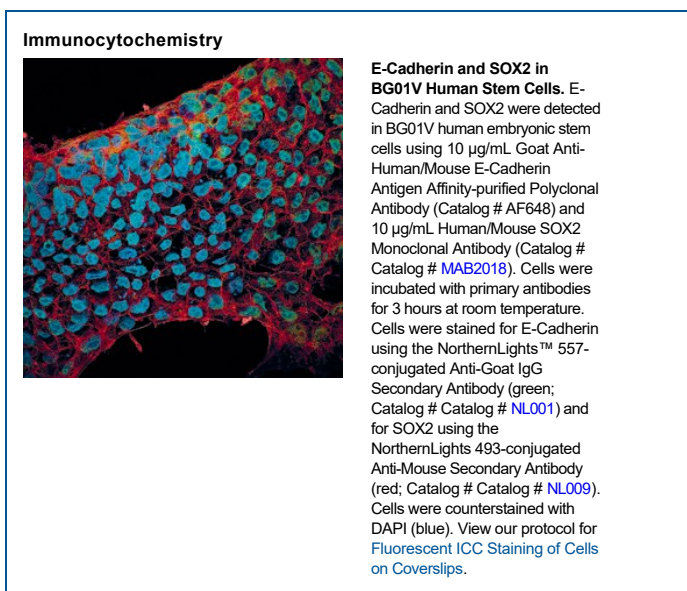 Immunocytochemistry
E-Cadherin and SOX2 in
BG01V Human Stem Cells. E-
Cadherin and SOX2 were detected
in BG01V human embryonic stem
cells using 10 µg/mL Goat Anti-
Human/Mouse E-Cadherin
Antigen Affinity-purified Polyclonal
Antibody (Catalog # AF648) and
10 µg/mL Human/Mouse SOX2
Monoclonal Antibody (Catalog #
Catalog # MAB2018). Cells were
incubated with primary antibodies
for 3 hours at room temperature.
Cells were stained for E-Cadherin
using the NorthernLights™ 557-
conjugated Anti-Goat IgG
Secondary Antibody (green;
Catalog # Catalog # NL001) and
for SOX2 using the
NorthernLights 493-conjugated
Anti-Mouse Secondary Antibody
(red; Catalog # Catalog # NL009).
Cells were counterstained with
DAPI (blue). View our protocol for
Fluorescent ICC Staining of Cells
on Coverslips.